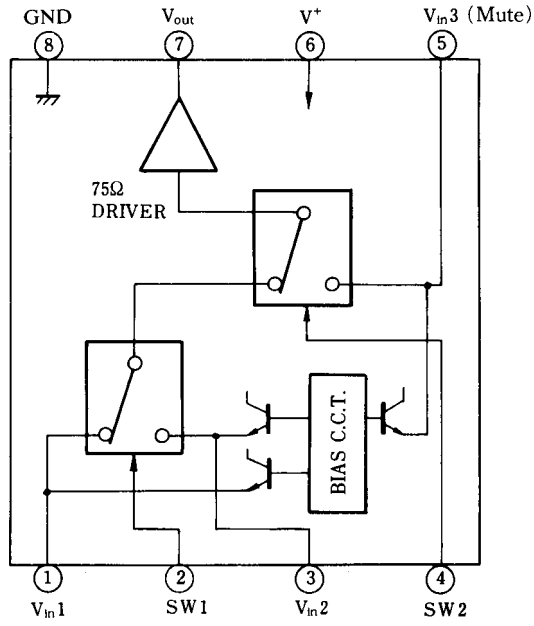 GND Vout V+ Vin3 (Mute)
8 7 6 5
75Ω
DRIVER
BIAS C.C.T.
1 2 3 4
Vin1 SW1 Vin2 SW2